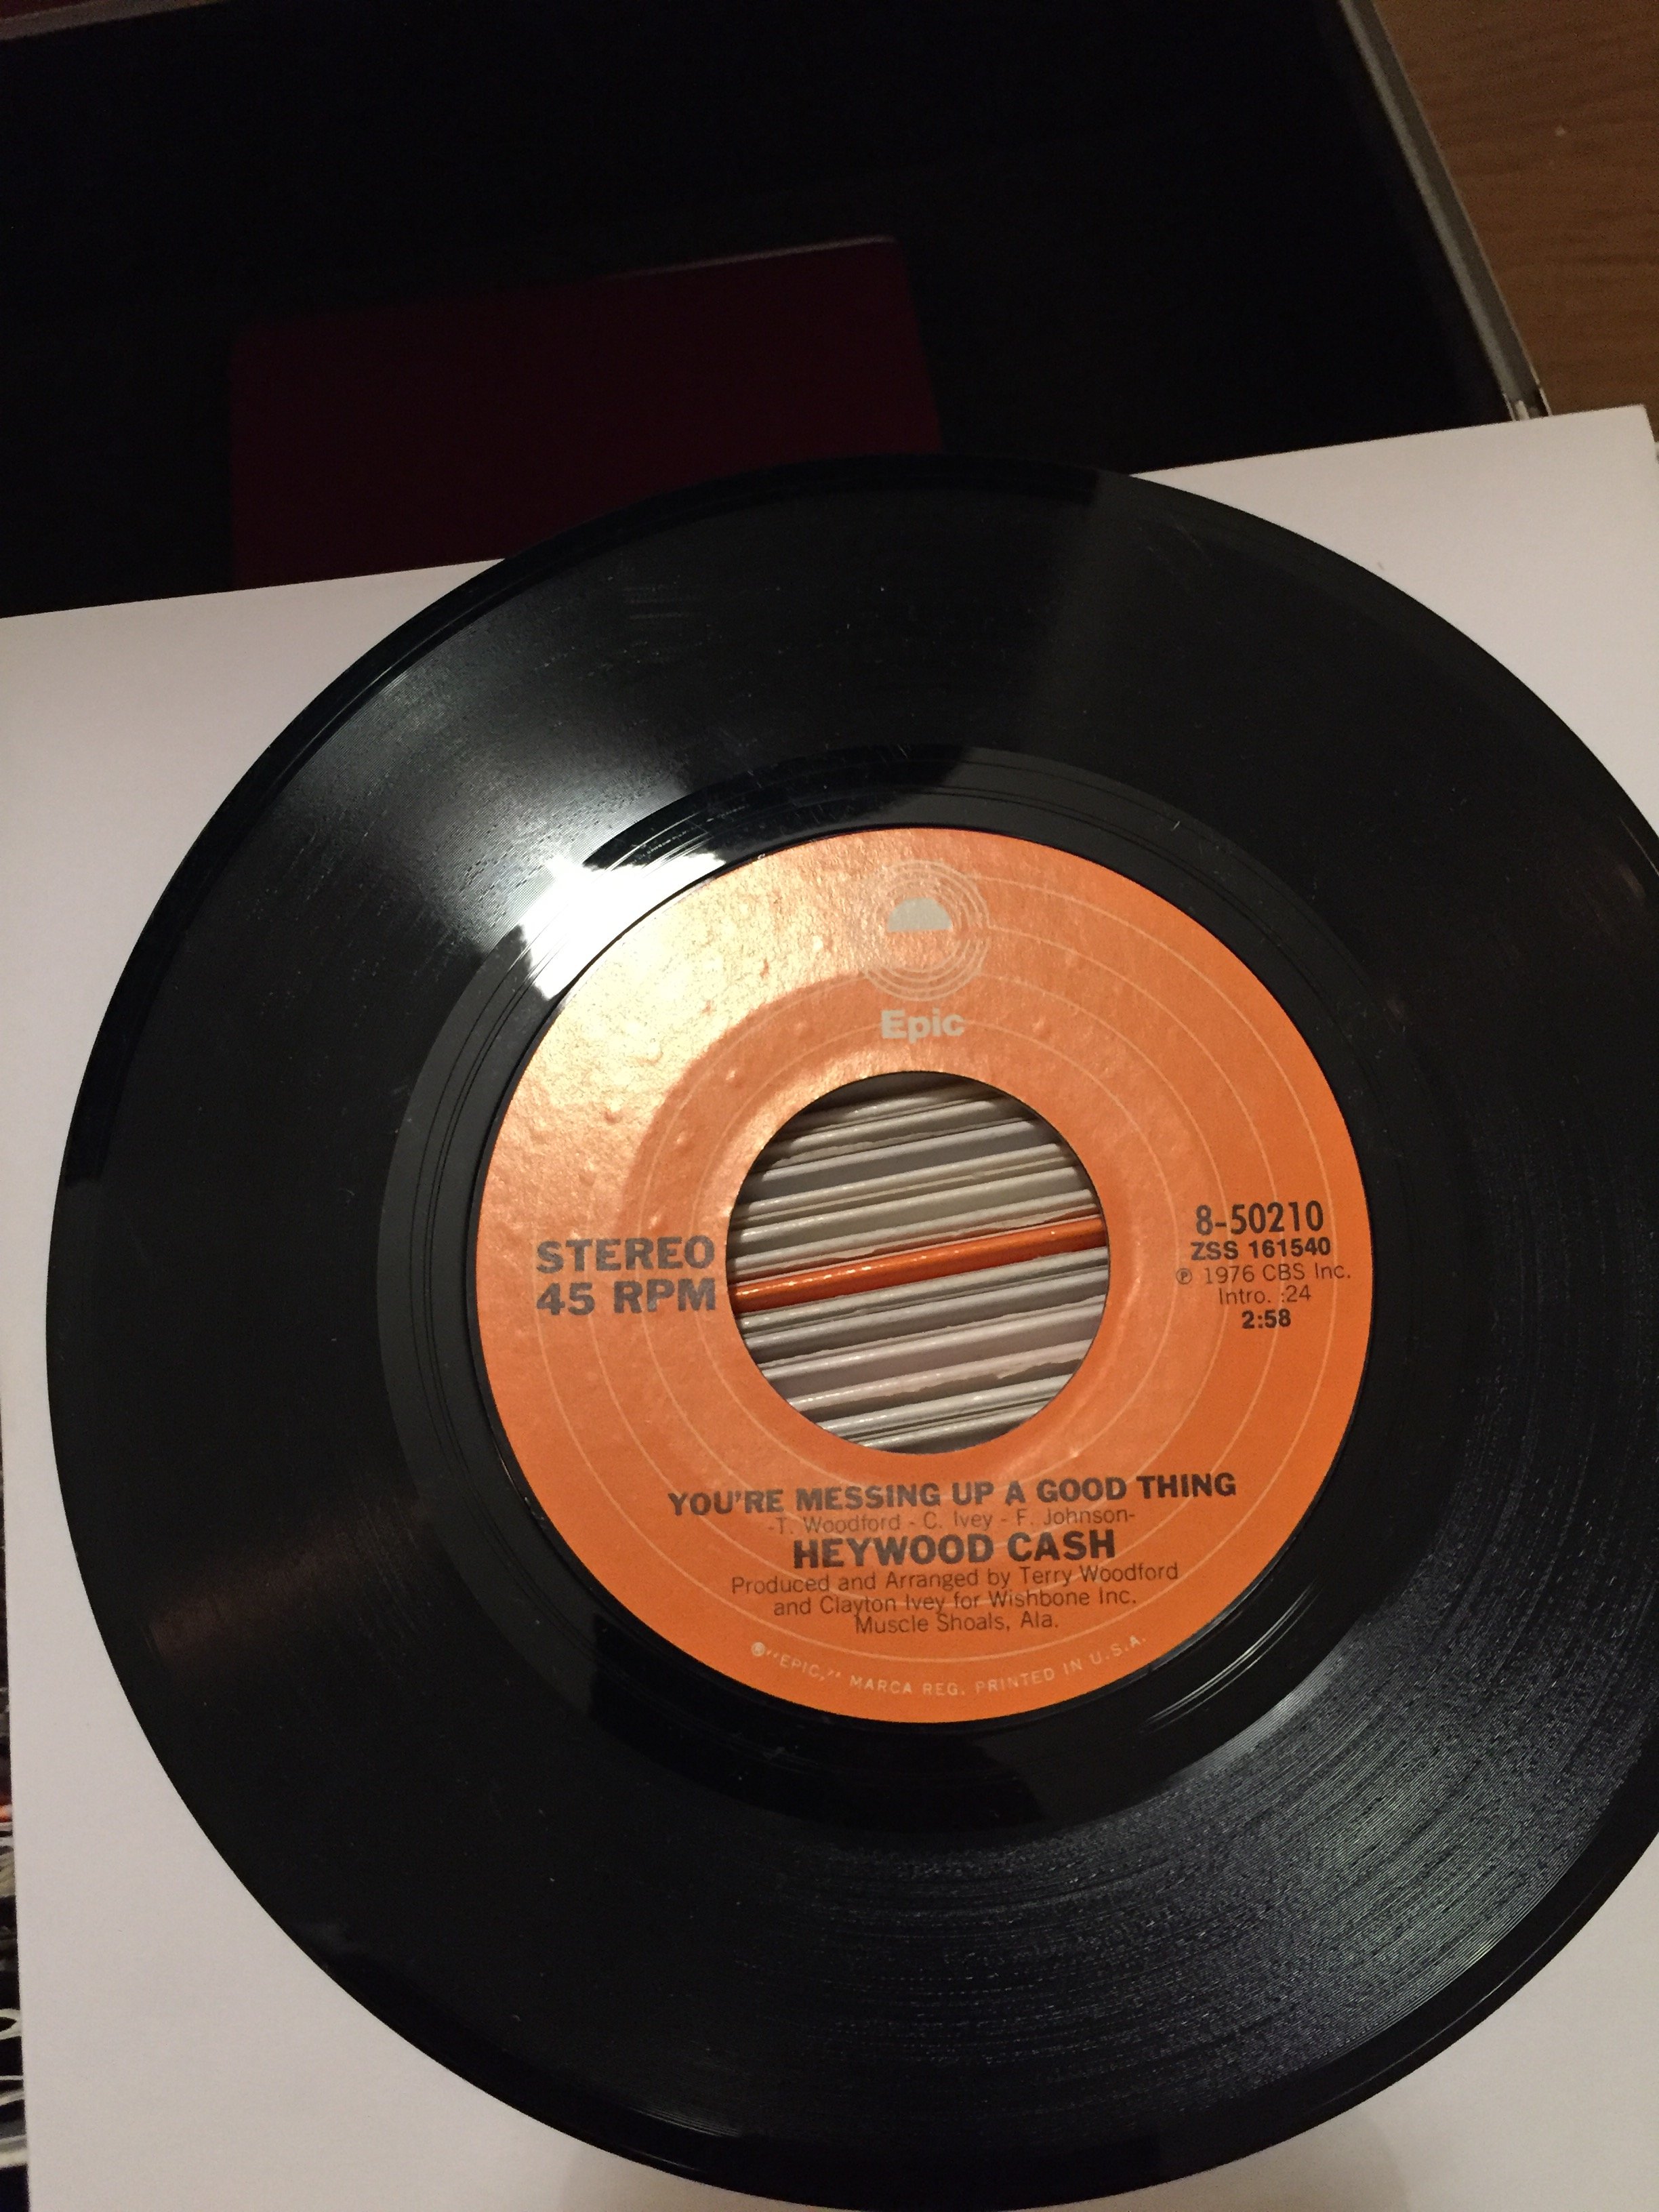 Epic
STEREO
45 RPM
8-50210
ZSS 161540
℗ 1976 CBS Inc.
Intro. :24
2:58
YOU'RE MESSING UP A GOOD THING
-T. Woodford - C. Ivey - F. Johnson-
HEYWOOD CASH
Produced and Arranged by Terry Woodford
and Clayton Ivey for Wishbone Inc.
Muscle Shoals, Ala.
®"EPIC," MARCA REG. PRINTED IN U.S.A.